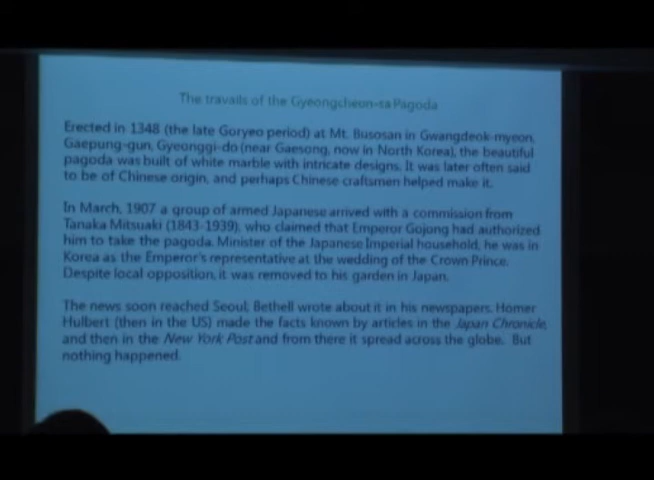 The travails of the Gyeongcheon-sa Pagoda
Erected in 1348 (the late Goryeo period) at Mt. Busosan in Gwangdeok-myeon,
Gaepung-gun, Gyeonggi-do (near Gaesong, now in North Korea), the beautiful
pagoda was built of white marble with intricate designs. It was later often said
to be of Chinese origin, and perhaps Chinese craftsmen helped make it.
In March, 1907 a group of armed Japanese arrived with a commission from
Tanaka Mitsuaki (1843-1939), who claimed that Emperor Gojong had authorized
him to take the pagoda. Minister of the Japanese Imperial household, he was in
Korea as the Emperor's representative at the wedding of the Crown Prince.
Despite local opposition, it was removed to his garden in Japan.
The news soon reached Seoul; Bethell wrote about it in his newspapers. Homer
Hulbert (then in the US) made the facts known by articles in the Japan Chronicle,
and then in the New York Post and from there it spread across the globe. But
nothing happened.